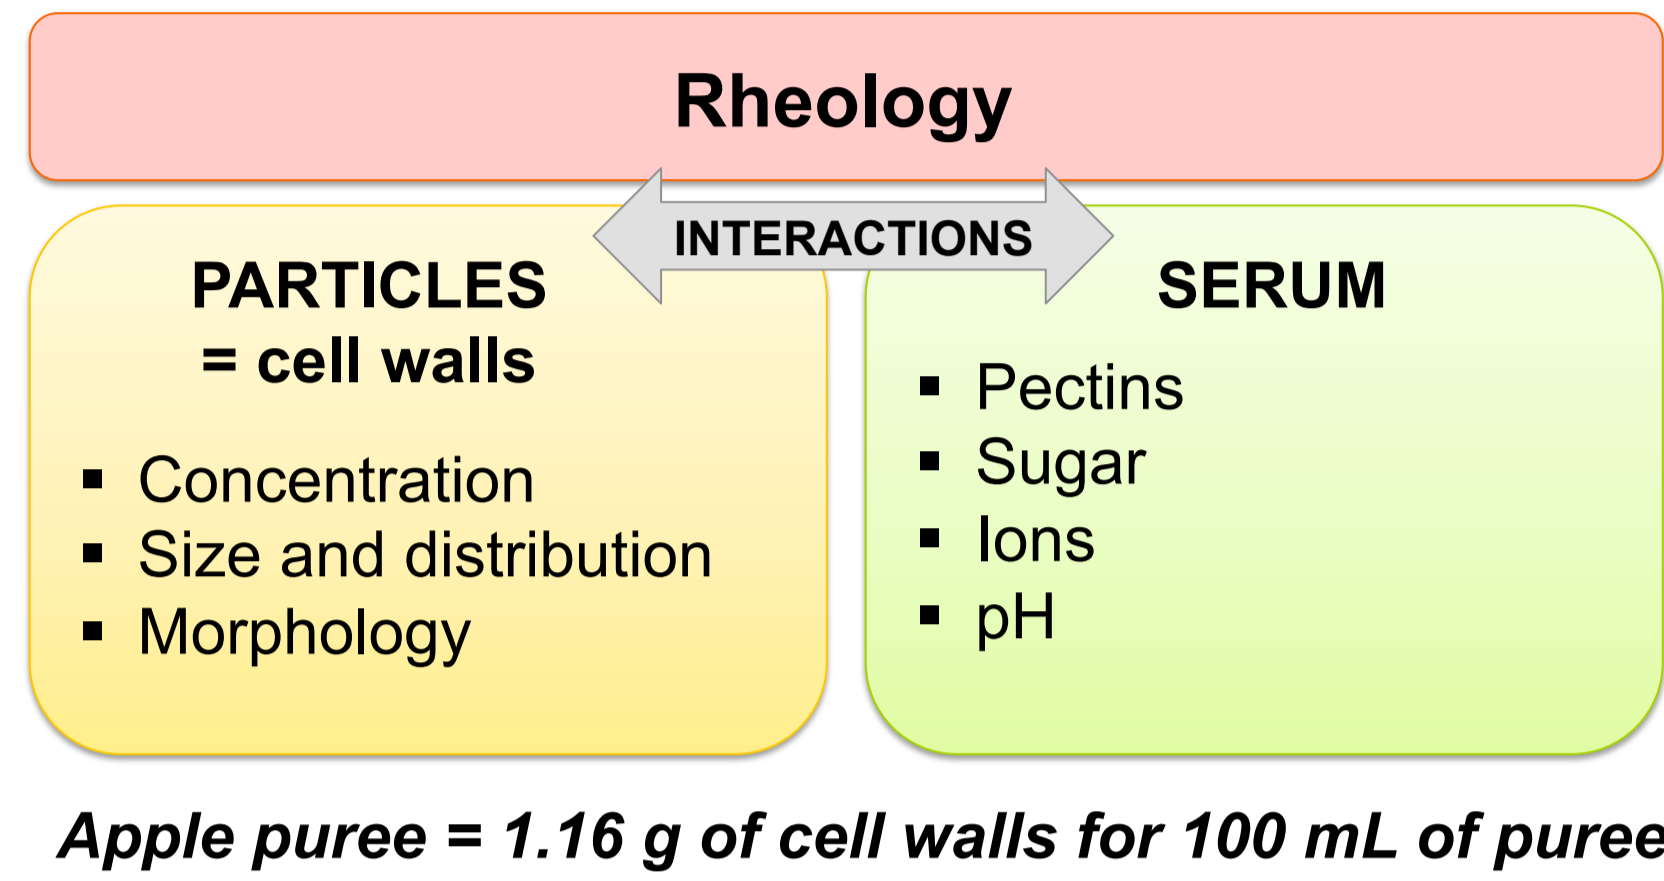 Rheology
INTERACTIONS
PARTICLES
= cell walls
▪ Concentration
▪ Size and distribution
▪ Morphology
SERUM
▪ Pectins
▪ Sugar
▪ Ions
▪ pH
Apple puree = 1.16 g of cell walls for 100 mL of puree